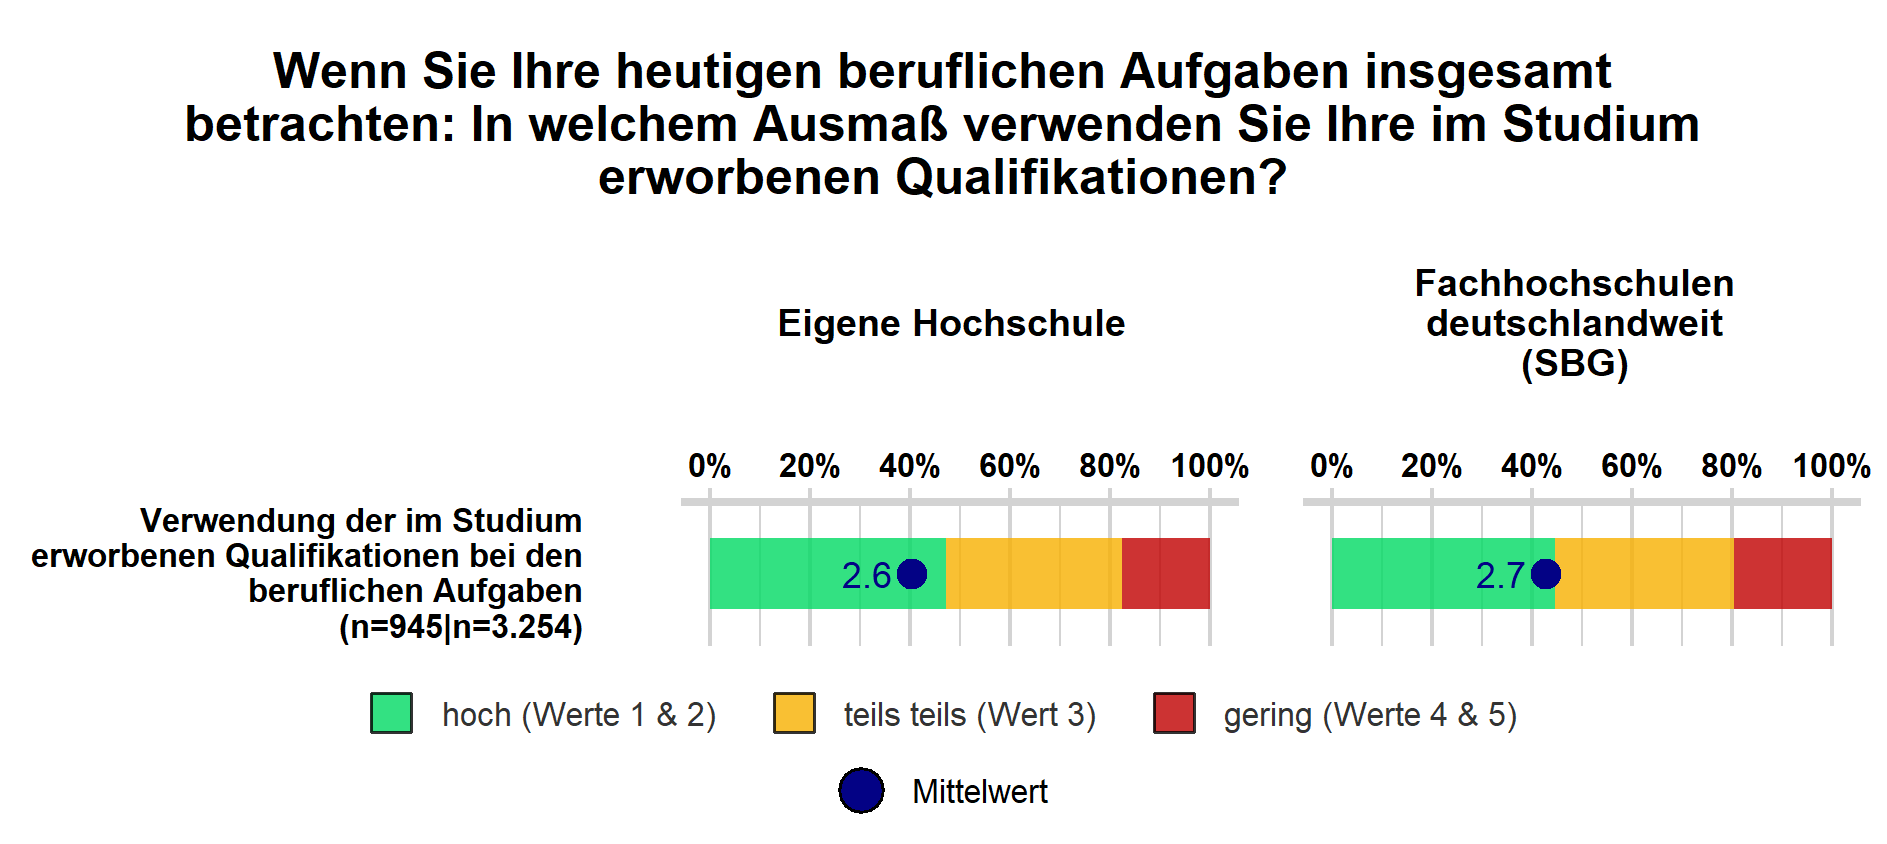 Wenn Sie Ihre heutigen beruflichen Aufgaben insgesamt
betrachten: In welchem Ausmaß verwenden Sie Ihre im Studium
erworbenen Qualifikationen?
Eigene Hochschule
Fachhochschulen
deutschlandweit
(SBG)
0% 20% 40% 60% 80% 100%
0% 20% 40% 60% 80% 100%
Verwendung der im Studium
erworbenen Qualifikationen bei den
beruflichen Aufgaben
(n=945|n=3.254)
2.6
2.7
hoch (Werte 1 & 2)
teils teils (Wert 3)
gering (Werte 4 & 5)
Mittelwert